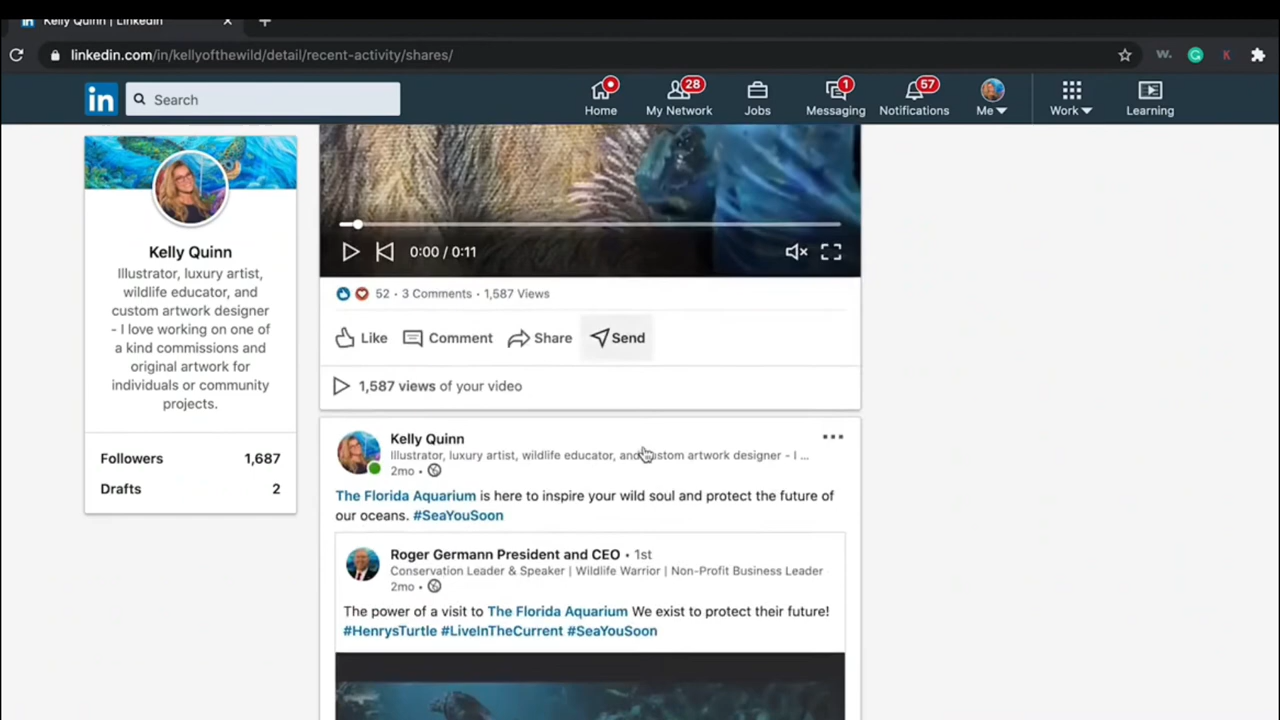 Kelly Quinn | LinkedIn
linkedin.com/in/kellyofthewild/detail/recent-activity/shares/
W.
K
in
Search
Home
28
My Network
Jobs
1
Messaging
57
Notifications
Me
Work
Learning
Kelly Quinn
Illustrator, luxury artist,
wildlife educator, and
custom artwork designer
- I love working on one of
a kind commissions and
original artwork for
individuals or community
projects.
Followers 1,687
Drafts 2
0:00 / 0:11
52 · 3 Comments · 1,587 Views
Like Comment Share Send
1,587 views of your video
Kelly Quinn
Illustrator, luxury artist, wildlife educator, and custom artwork designer - I ...
2mo ·
The Florida Aquarium is here to inspire your wild soul and protect the future of
our oceans. #SeaYouSoon
Roger Germann President and CEO · 1st
Conservation Leader & Speaker | Wildlife Warrior | Non-Profit Business Leader
2mo ·
The power of a visit to The Florida Aquarium We exist to protect their future!
#HenrysTurtle #LiveInTheCurrent #SeaYouSoon